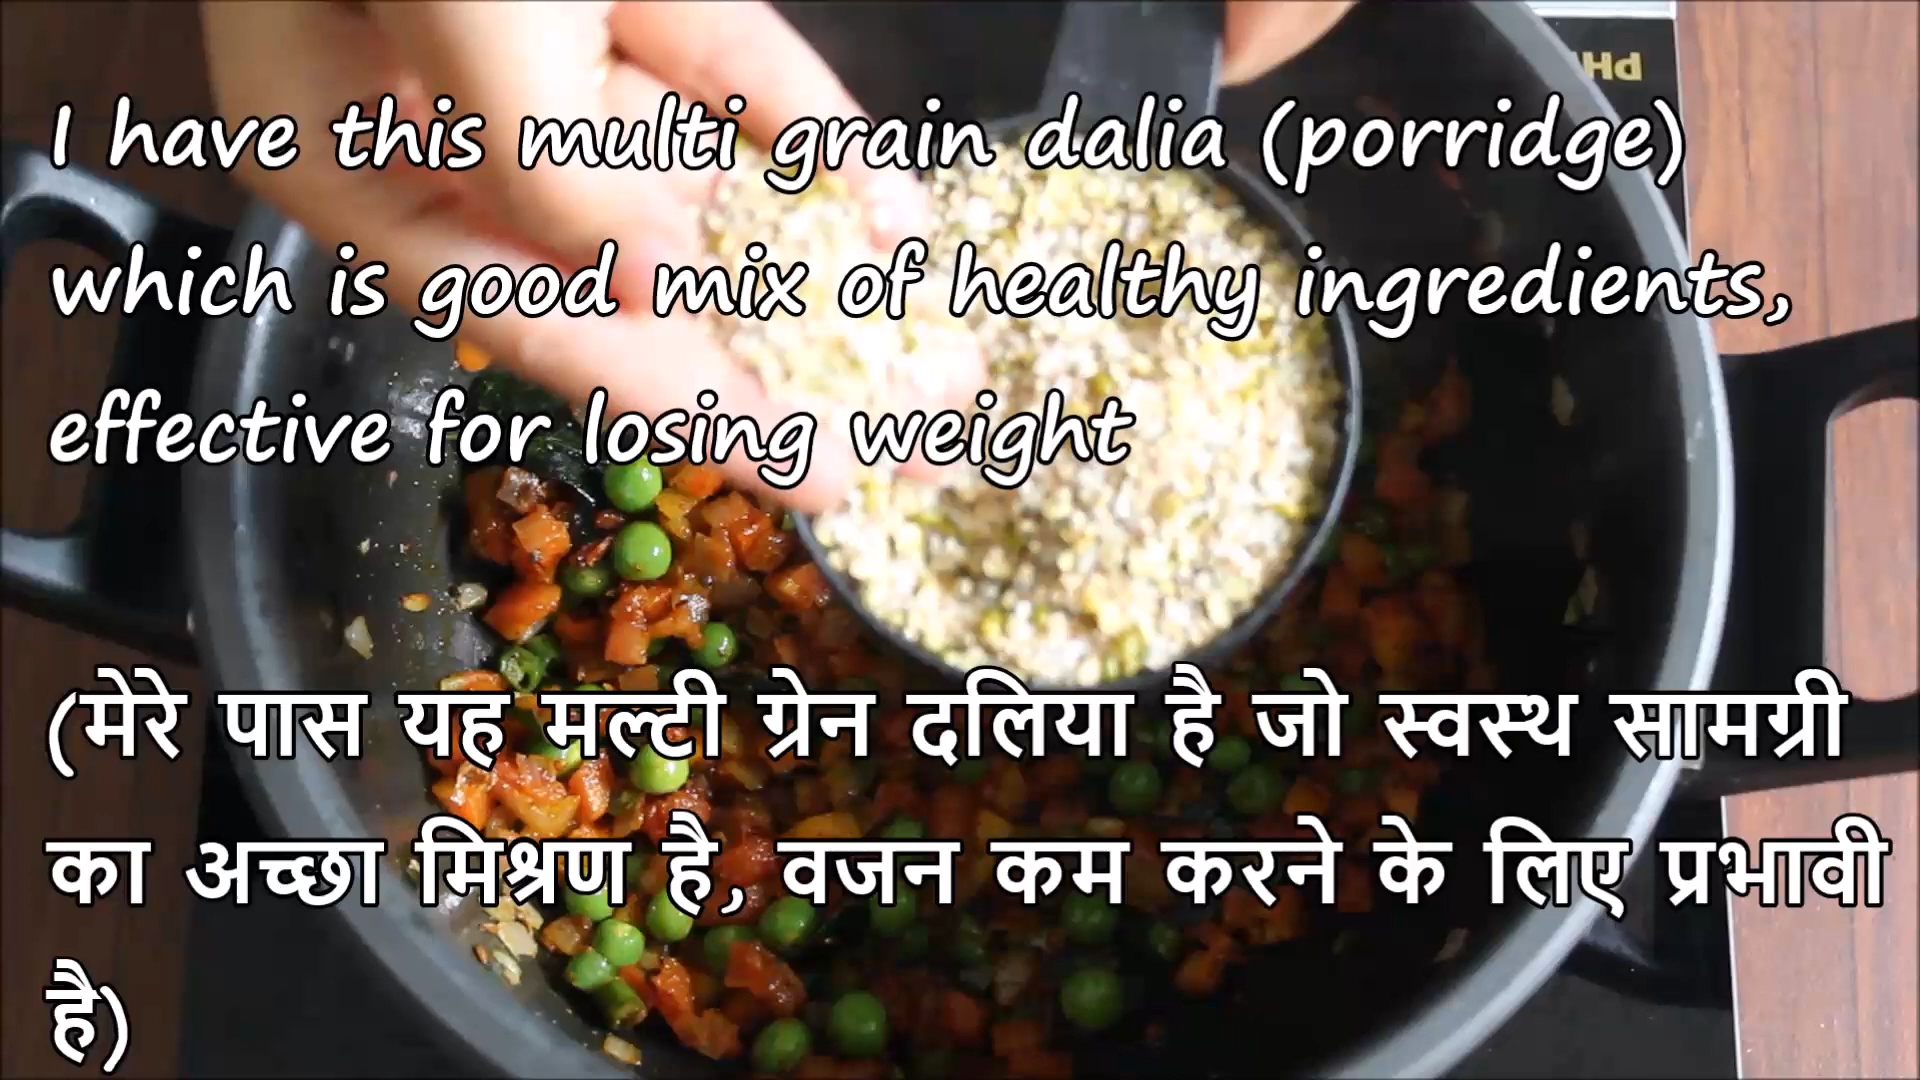 I have this multi grain dalia (porridge)
which is good mix of healthy ingredients,
effective for losing weight
(मेरे पास यह मल्टी ग्रेन दलिया है जो स्वस्थ सामग्री
का अच्छा मिश्रण है, वजन कम करने के लिए प्रभावी
है)